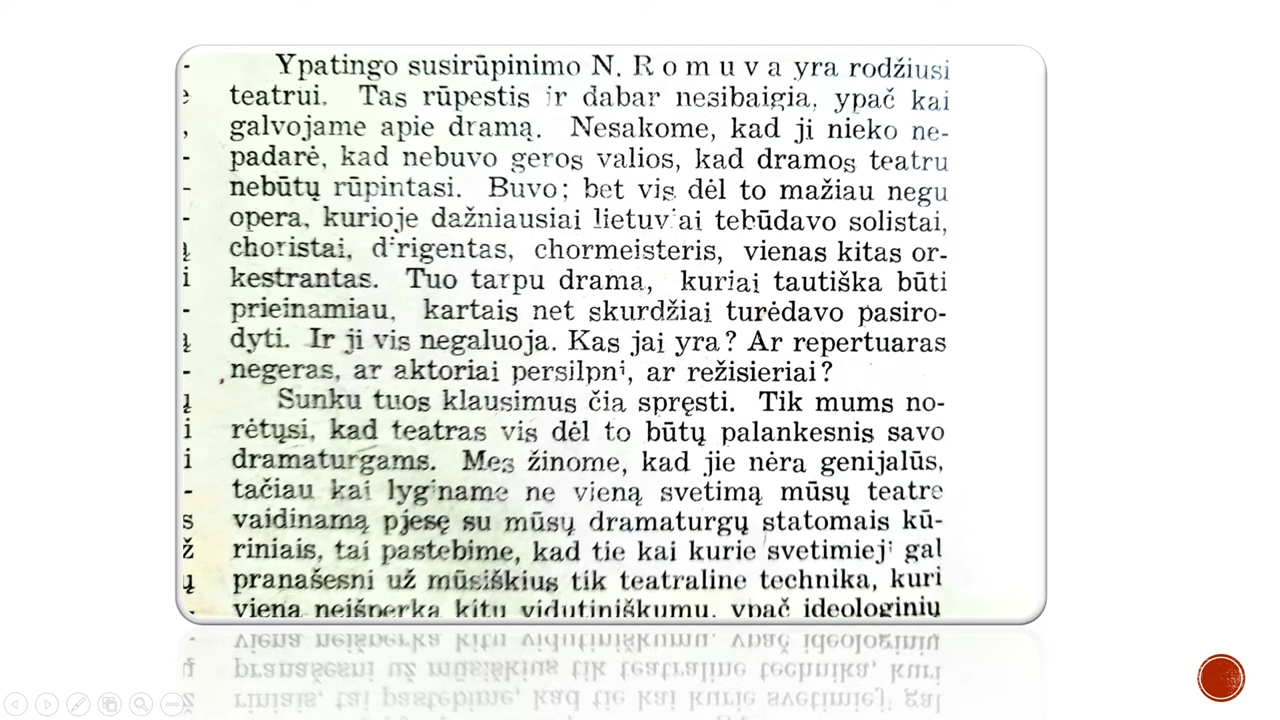 Ypatingo susirūpinimo N. Romuva yra rodžiusi
teatrui. Tas rūpestis ir dabar nesibaigia, ypač kai
galvojame apie dramą. Nesakome, kad ji nieko ne-
padarė, kad nebuvo geros valios, kad dramos teatru
nebūtų rūpintasi. Buvo; bet vis dėl to mažiau negu
opera, kurioje dažniausiai lietuviai tebūdavo solistai,
choristai, dirigentas, chormeisteris, vienas kitas or-
kestrantas. Tuo tarpu drama, kuriai tautiška būti
prieinamiau, kartais net skurdžiai turėdavo pasiro-
dyti. Ir ji vis negaluoja. Kas jai yra? Ar repertuaras
negeras, ar aktoriai persilpni, ar režisieriai?
Sunku tuos klausimus čia spręsti. Tik mums no-
rėtųsi, kad teatras vis dėl to būtų palankesnis savo
dramaturgams. Mes žinome, kad jie nėra genijalūs,
tačiau kai lyginame ne vieną svetimą mūsų teatre
vaidinamą pjesę su mūsų dramaturgų statomais kū-
riniais, tai pastebime, kad tie kai kurie svetimieji gal
pranašesni už mūsiškius tik teatraline technika, kuri
viena neišperka kitų vidutiniškumų, ypač ideologinių